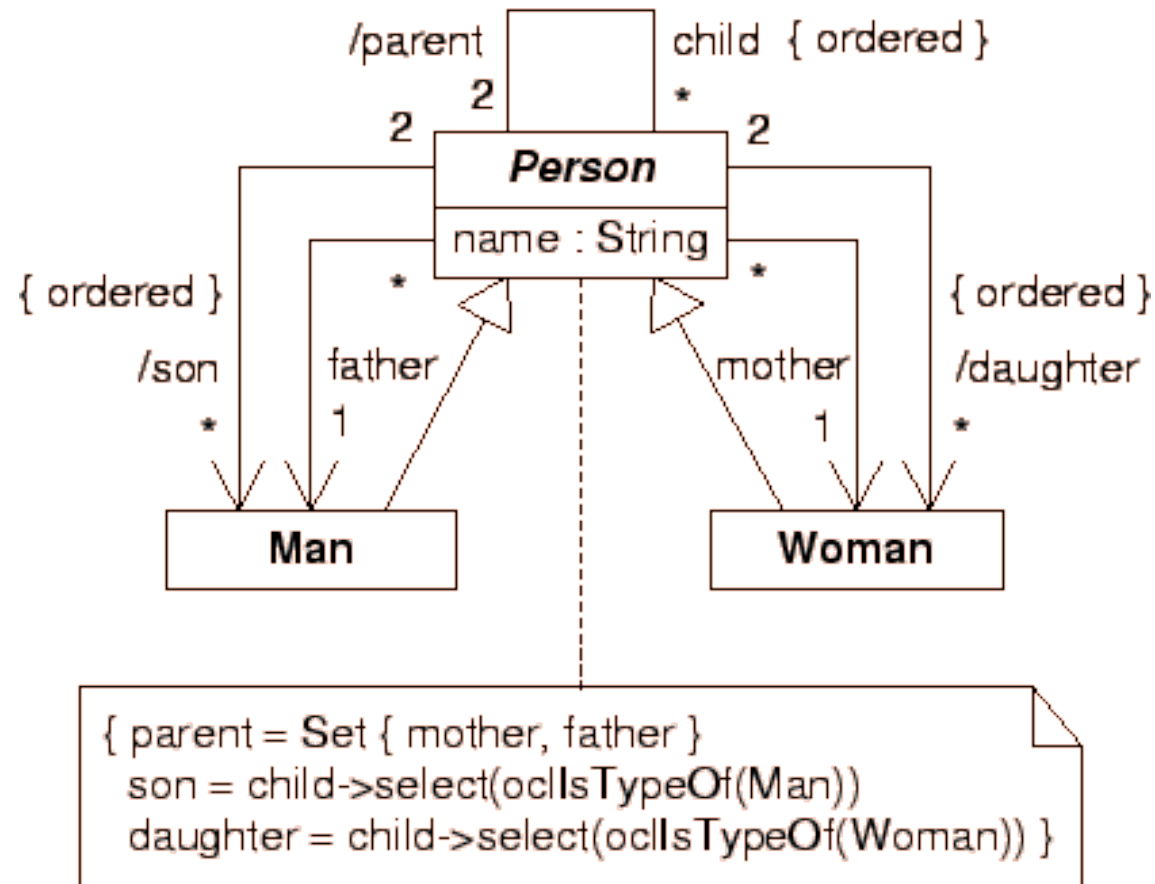 /parent child { ordered }
2 *
2 2
Person
name : String
* *
{ ordered } { ordered }
/son father mother /daughter
* 1 1 *
Man Woman
{ parent = Set { mother, father }
son = child->select(oclIsTypeOf(Man))
daughter = child->select(oclIsTypeOf(Woman)) }